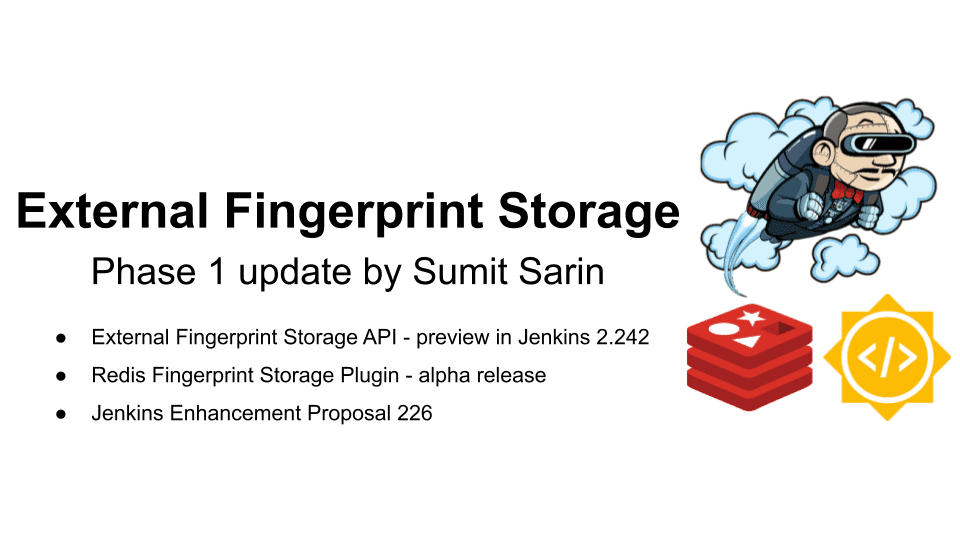 External Fingerprint Storage
Phase 1 update by Sumit Sarin
● External Fingerprint Storage API - preview in Jenkins 2.242
● Redis Fingerprint Storage Plugin - alpha release
● Jenkins Enhancement Proposal 226